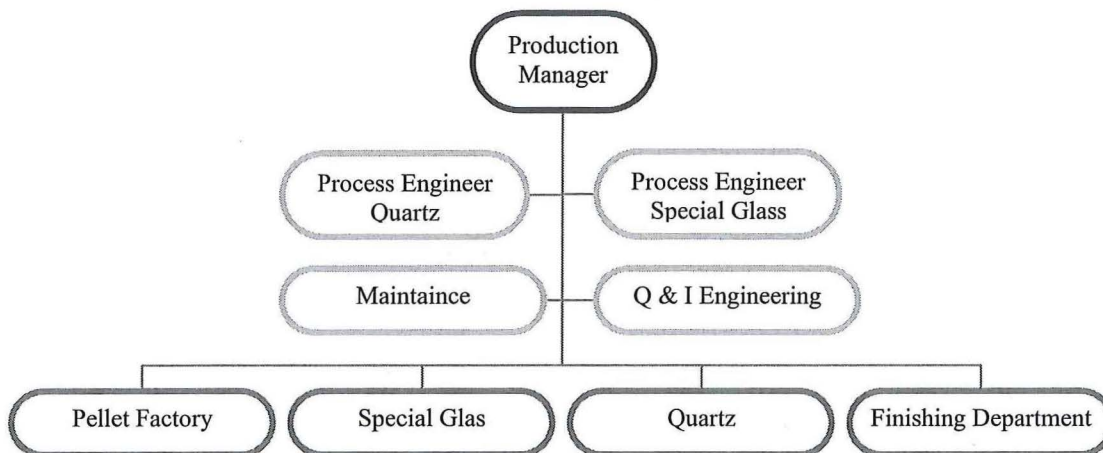 Production
Manager
Process Engineer
Quartz
Process Engineer
Special Glass
Maintaince
Q & I Engineering
Pellet Factory
Special Glas
Quartz
Finishing Department